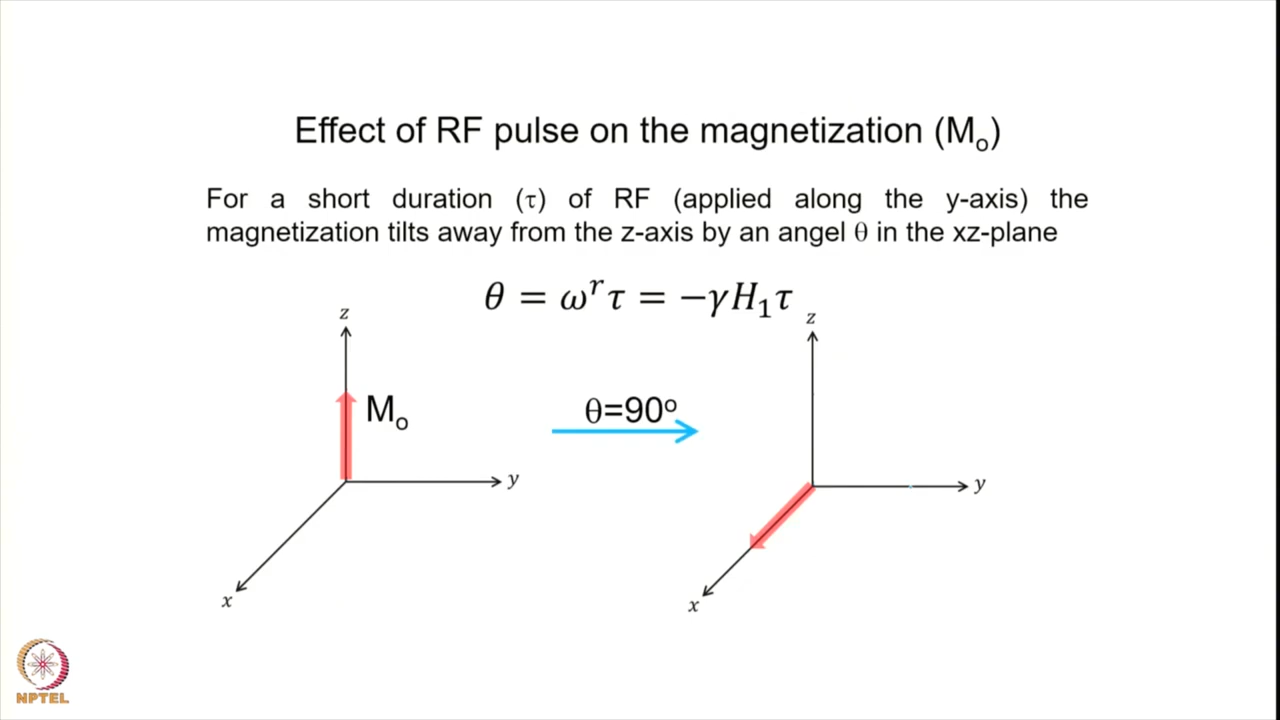 Effect of RF pulse on the magnetization (Mo)
For a short duration (τ) of RF (applied along the y-axis) the
magnetization tilts away from the z-axis by an angel θ in the xz-plane
θ = ω^r τ = −γH₁τ
z
z
Mo
θ=90o
y
y
x
x
NPTEL